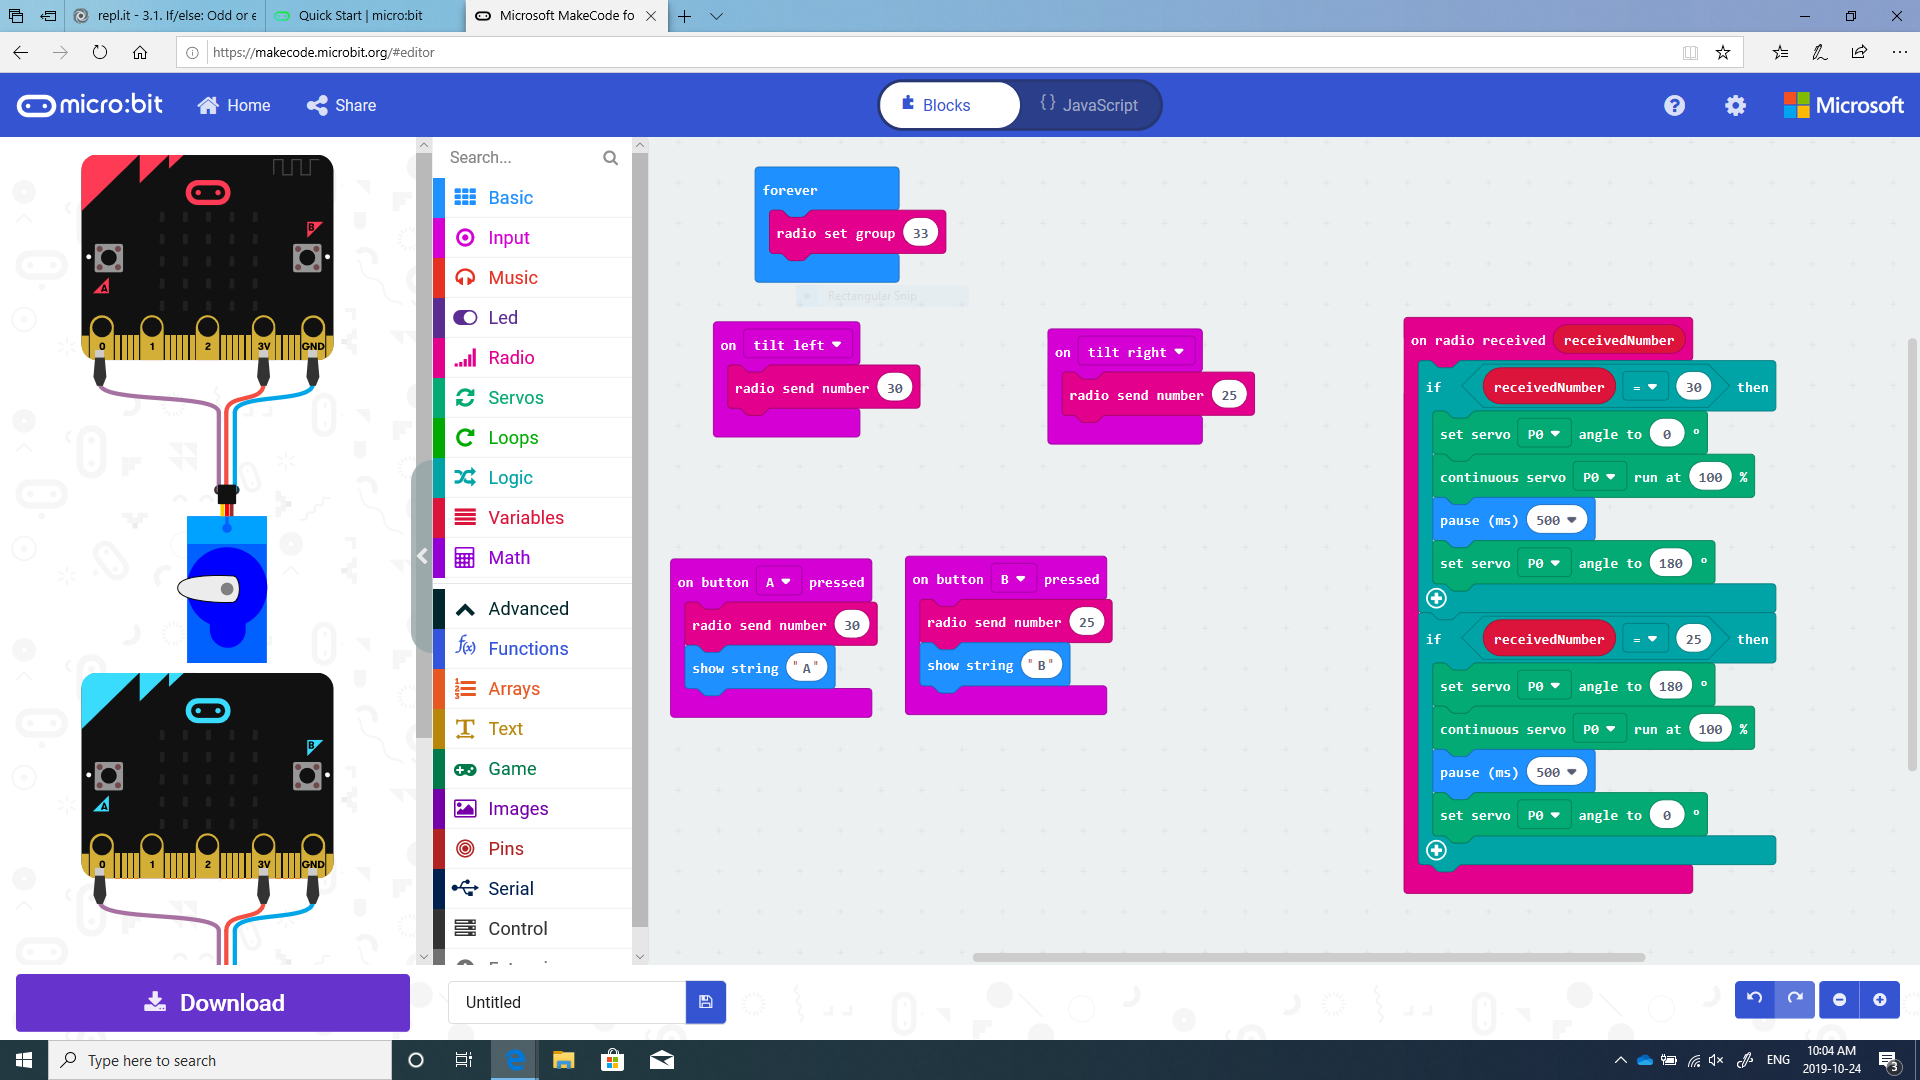 repl.it - 3.1. If/else: Odd or e
Quick Start | micro:bit
Microsoft MakeCode fo
https://makecode.microbit.org/#editor
micro:bit
Home
Share
Blocks
{} JavaScript
?
Microsoft
B
A
0 1 2 3V GND
B
A
0 1 2 3V GND
Search...
Basic
Input
Music
Led
Radio
Servos
Loops
Logic
Variables
Math
Advanced
f(x) Functions
Arrays
Text
Game
Images
Pins
Serial
Control
forever
radio set group 33
Rectangular Snip
on tilt left
radio send number 30
on tilt right
radio send number 25
on button A pressed
radio send number 30
show string "A"
on button B pressed
radio send number 25
show string "B"
on radio received receivedNumber
if receivedNumber = 30 then
set servo P0 angle to 0 °
continuous servo P0 run at 100 %
pause (ms) 500
set servo P0 angle to 180 °
if receivedNumber = 25 then
set servo P0 angle to 180 °
continuous servo P0 run at 100 %
pause (ms) 500
set servo P0 angle to 0 °
Download
Untitled
Type here to search
ENG
10:04 AM
2019-10-24
3